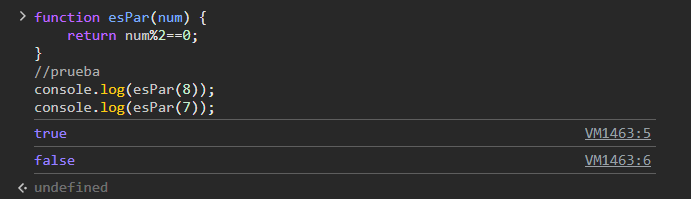 function esPar(num) {
    return num%2==0;
}
//prueba
console.log(esPar(8));
console.log(esPar(7));
true VM1463:5
false VM1463:6
undefined